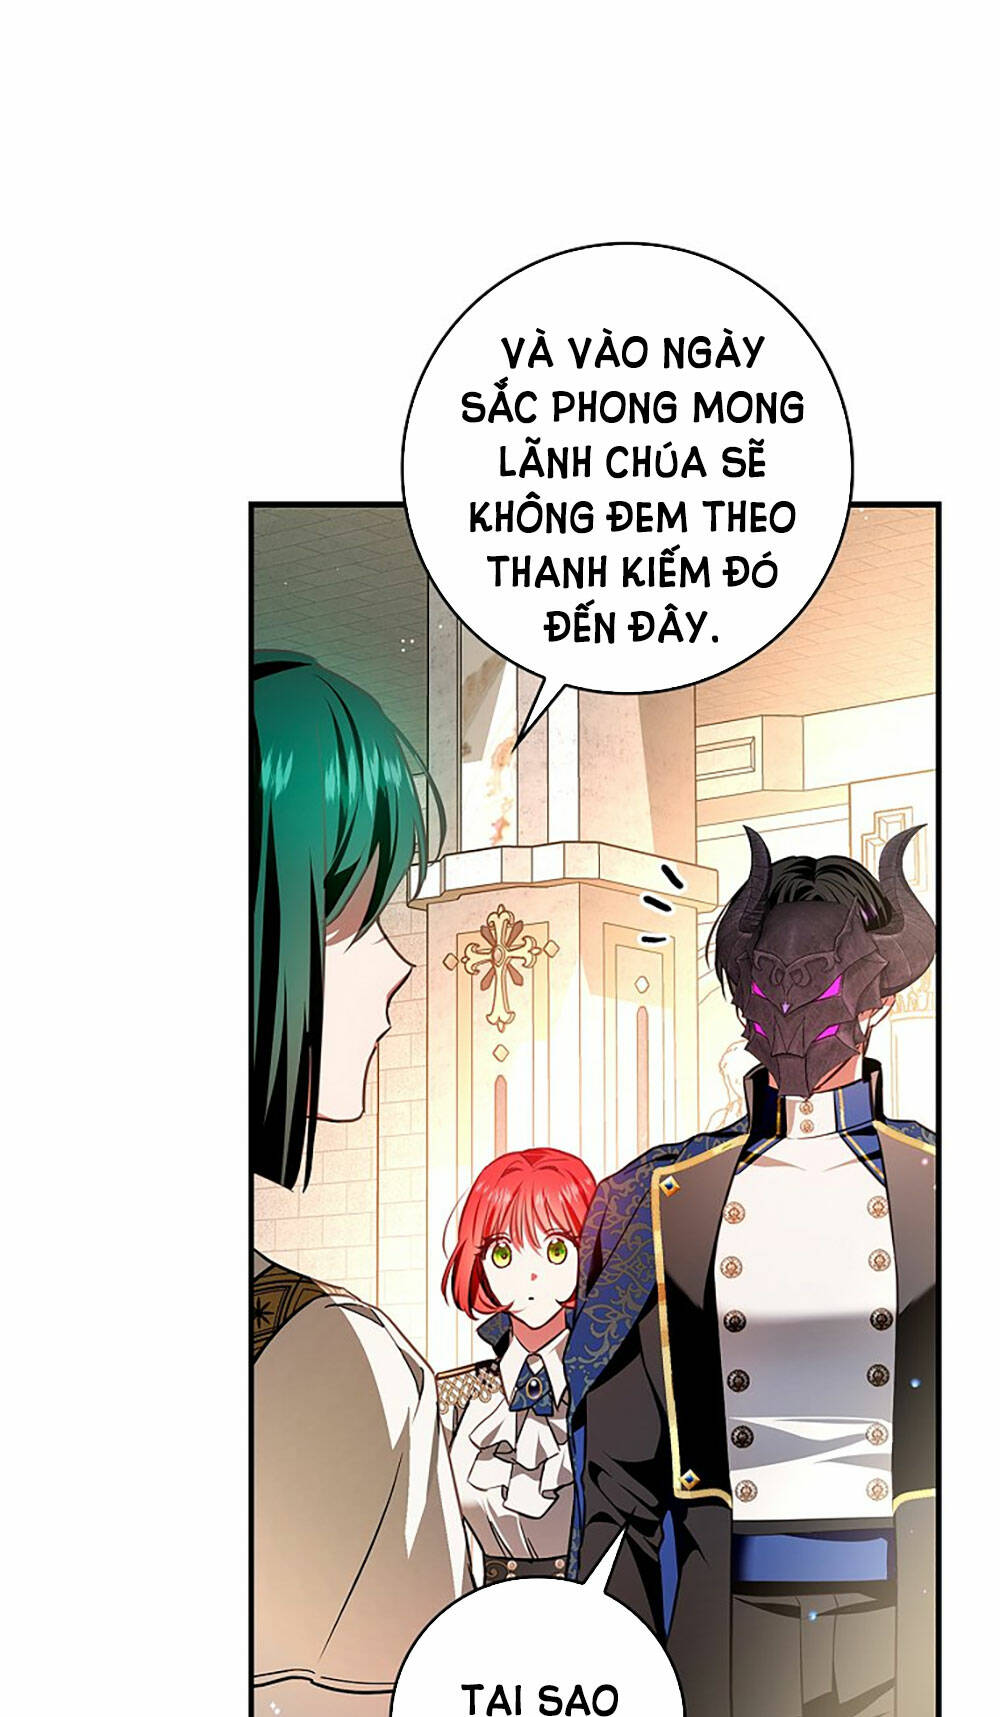 VÀ VÀO NGÀY
SẮC PHONG MONG
LÃNH CHÚA SẼ
KHÔNG ĐEM THEO
THANH KIẾM ĐÓ
ĐẾN ĐÂY.
TẠI SAO